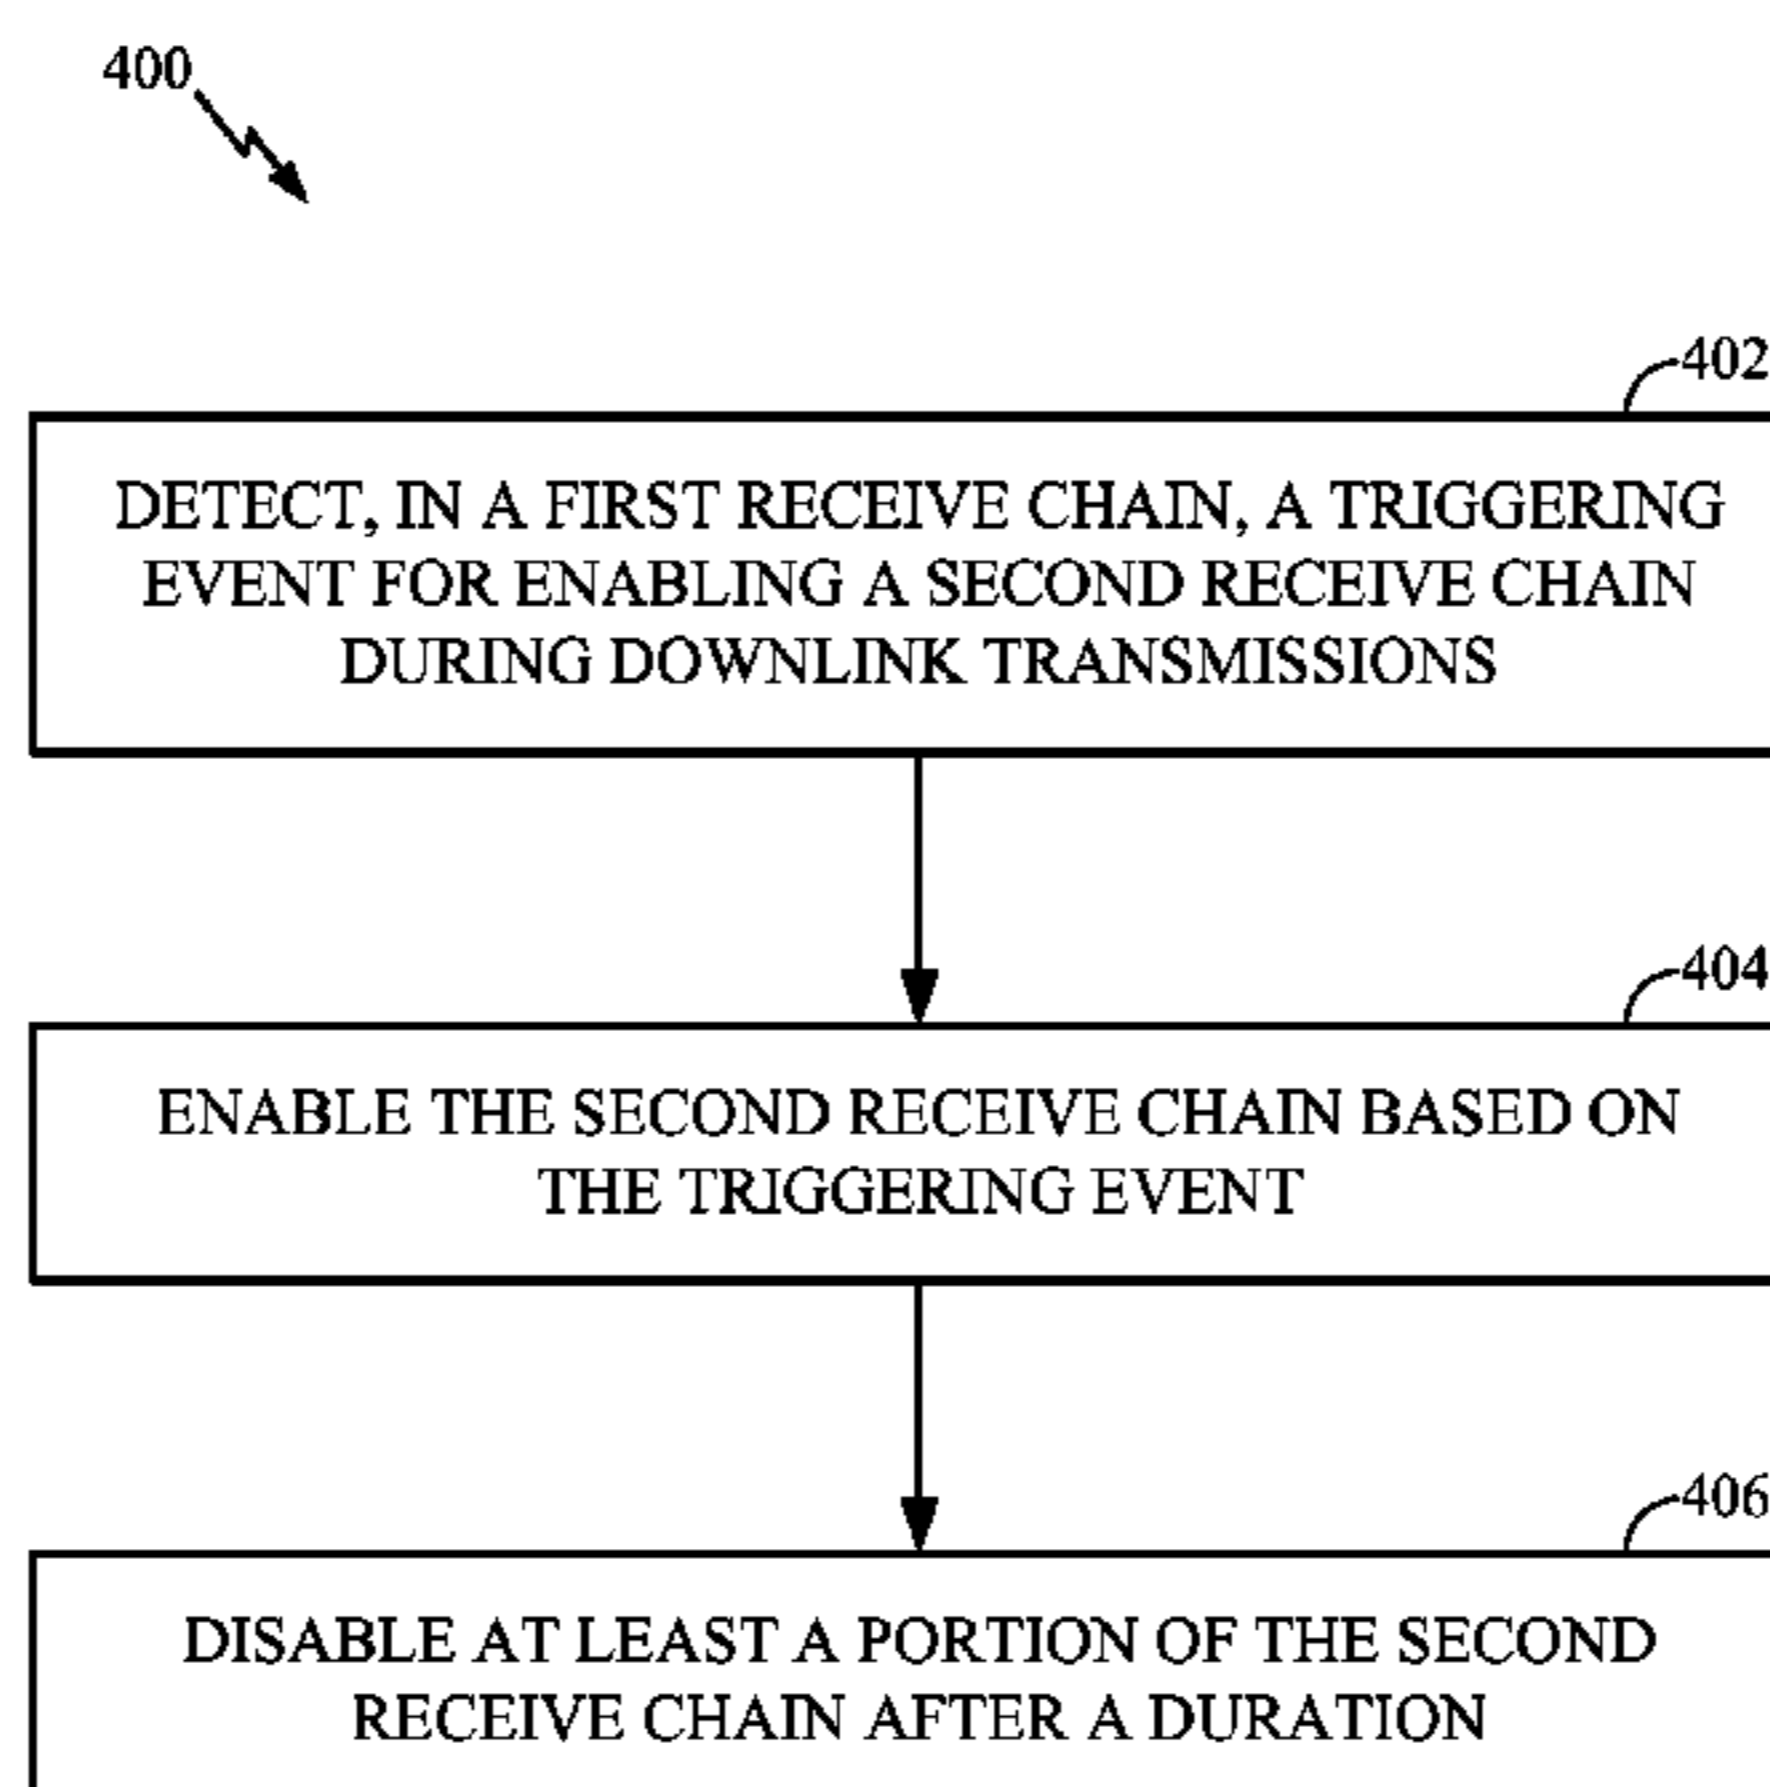 400
402
DETECT, IN A FIRST RECEIVE CHAIN, A TRIGGERING
EVENT FOR ENABLING A SECOND RECEIVE CHAIN
DURING DOWNLINK TRANSMISSIONS
404
ENABLE THE SECOND RECEIVE CHAIN BASED ON
THE TRIGGERING EVENT
406
DISABLE AT LEAST A PORTION OF THE SECOND
RECEIVE CHAIN AFTER A DURATION